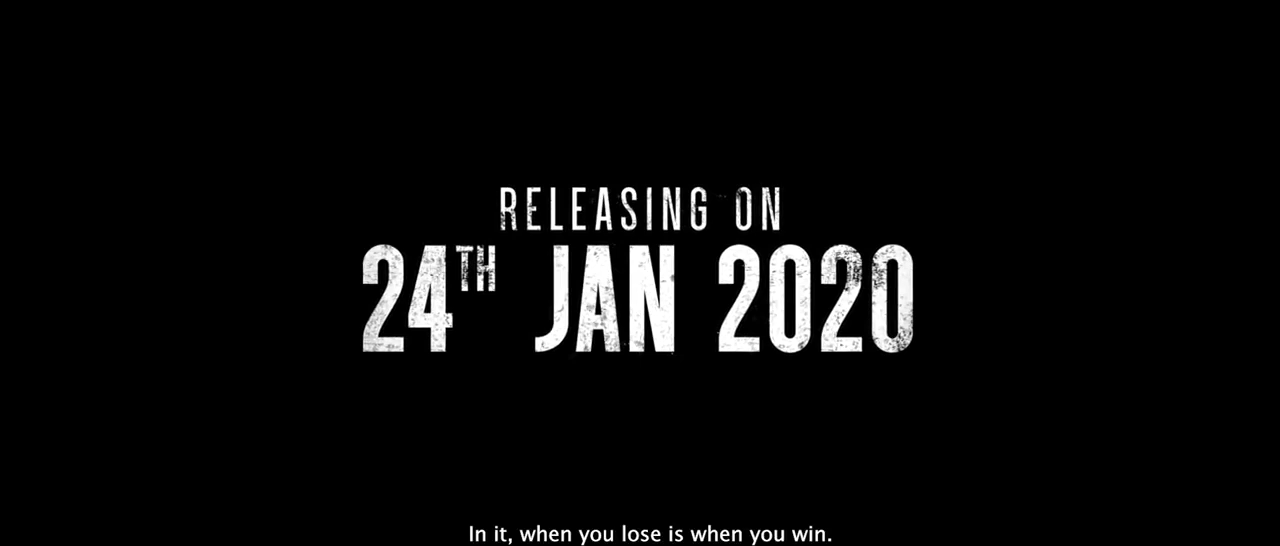 RELEASING ON
24TH JAN 2020
In it, when you lose is when you win.